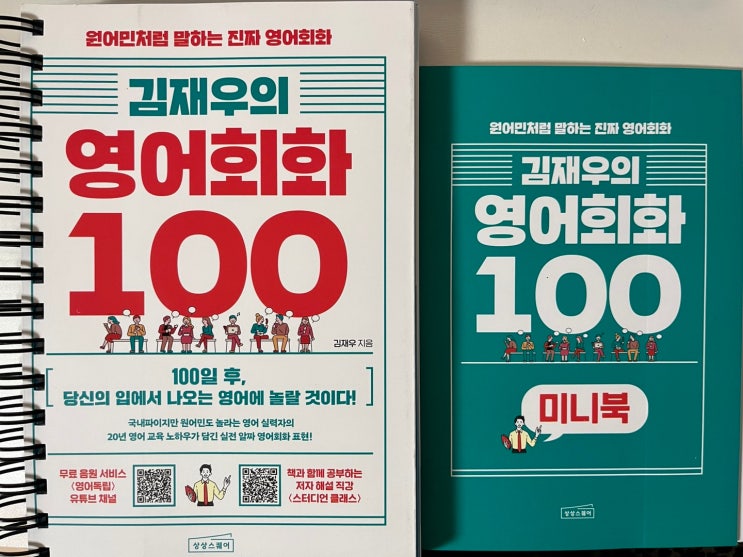 원어민처럼 말하는 진짜 영어회화
김재우의
영어회화
100
김재우 지음
100일 후,
당신의 입에서 나오는 영어에 놀랄 것이다!
국내파이지만 원어민도 놀라는 영어 실력자의
20년 영어 교육 노하우가 담긴 실전 알짜 영어회화 표현!
무료 음원 서비스
〈영어독립〉
유튜브 채널
책과 함께 공부하는
저자 해설 직강
〈스터디언 클래스〉
상상스퀘어
원어민처럼 말하는 진짜 영어회화
김재우의
영어회화
100
미니북
상상스퀘어